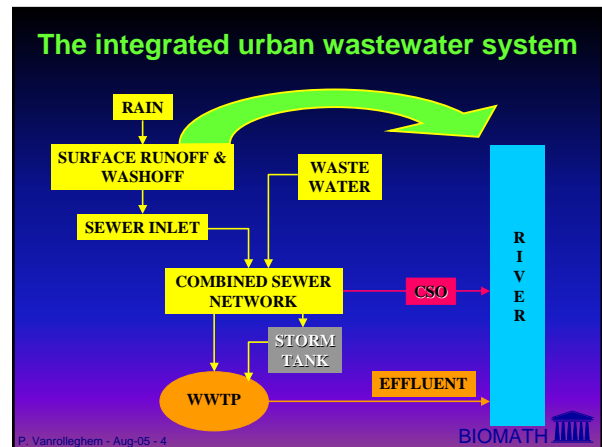 The integrated urban wastewater system
RAIN
SURFACE RUNOFF &
WASHOFF
WASTE
WATER
SEWER INLET
R
I
V
E
R
COMBINED SEWER
NETWORK
CSO
STORM
TANK
WWTP
EFFLUENT
P. Vanrolleghem - Aug-05 - 4
BIOMATH